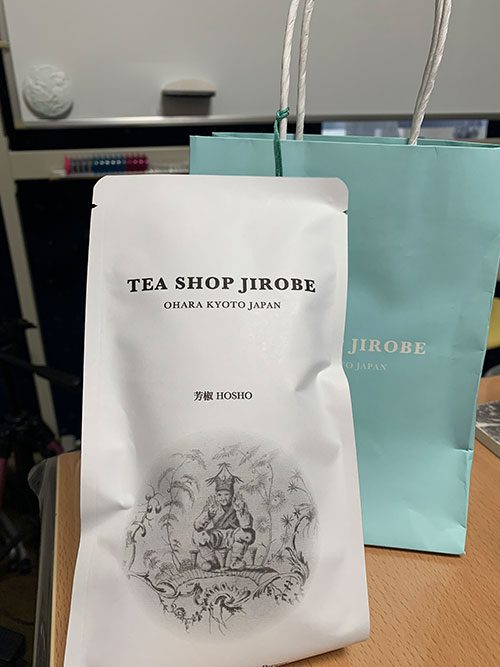 TEA SHOP JIROBE
OHARA KYOTO JAPAN
芳椒 HOSHO
JIROBE
JAPAN